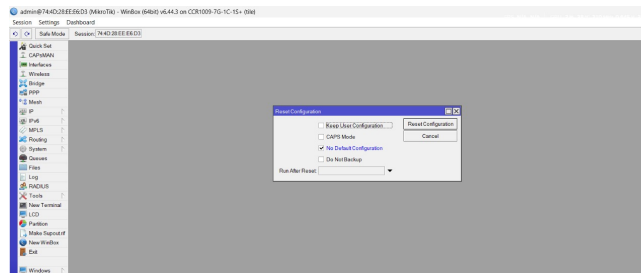 admin@74:4D:28:EE:E6:D3 (MikroTik) - WinBox (64bit) v6.44.3 on CCR1009-7G-1C-1S+ (tile)
Session Settings Dashboard
Safe Mode Session: 74:4D:28:EE:E6:D3
Quick Set
CAPsMAN
Interfaces
Wireless
Bridge
PPP
Mesh
IP
IPv6
MPLS
Routing
System
Queues
Files
Log
RADIUS
Tools
New Terminal
LCD
Partition
Make Supout.rif
New WinBox
Exit
Windows
Reset Configuration
Keep User Configuration
CAPS Mode
No Default Configuration
Do Not Backup
Run After Reset:
Reset Configuration
Cancel